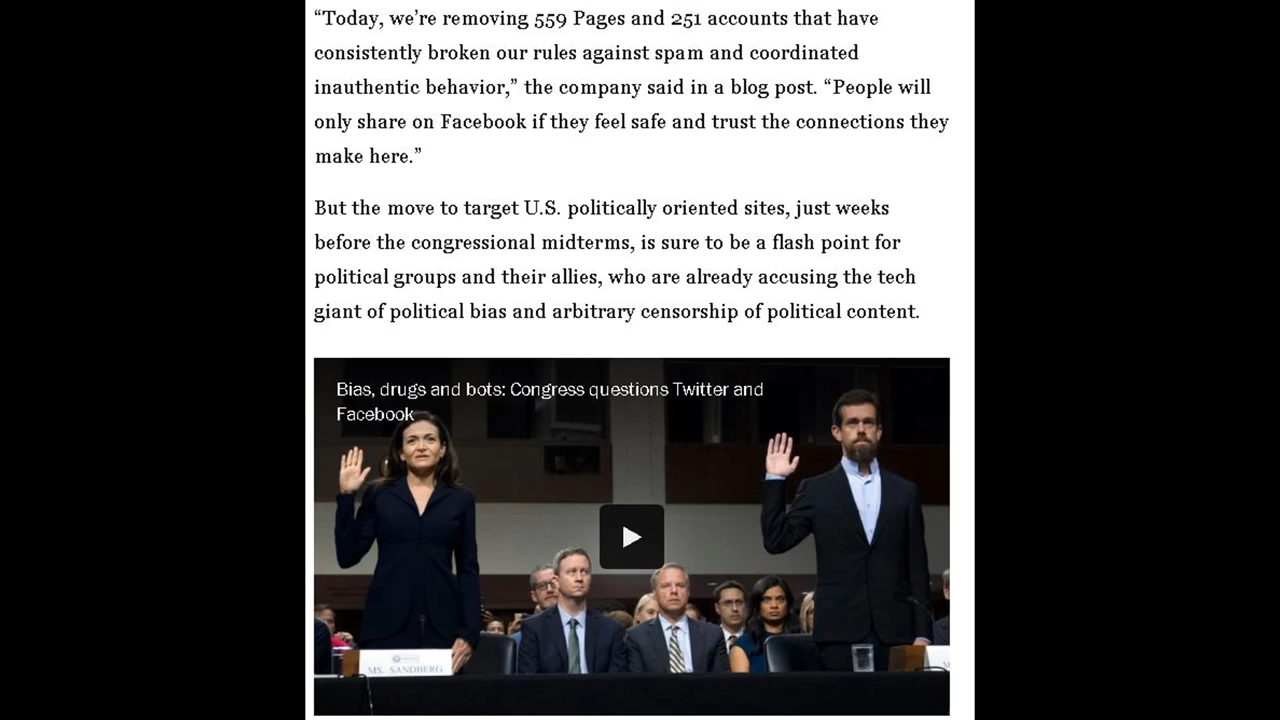 “Today, we’re removing 559 Pages and 251 accounts that have
consistently broken our rules against spam and coordinated
inauthentic behavior,” the company said in a blog post. “People will
only share on Facebook if they feel safe and trust the connections they
make here.”
But the move to target U.S. politically oriented sites, just weeks
before the congressional midterms, is sure to be a flash point for
political groups and their allies, who are already accusing the tech
giant of political bias and arbitrary censorship of political content.
Bias, drugs and bots: Congress questions Twitter and
Facebook
MS. SANDBERG